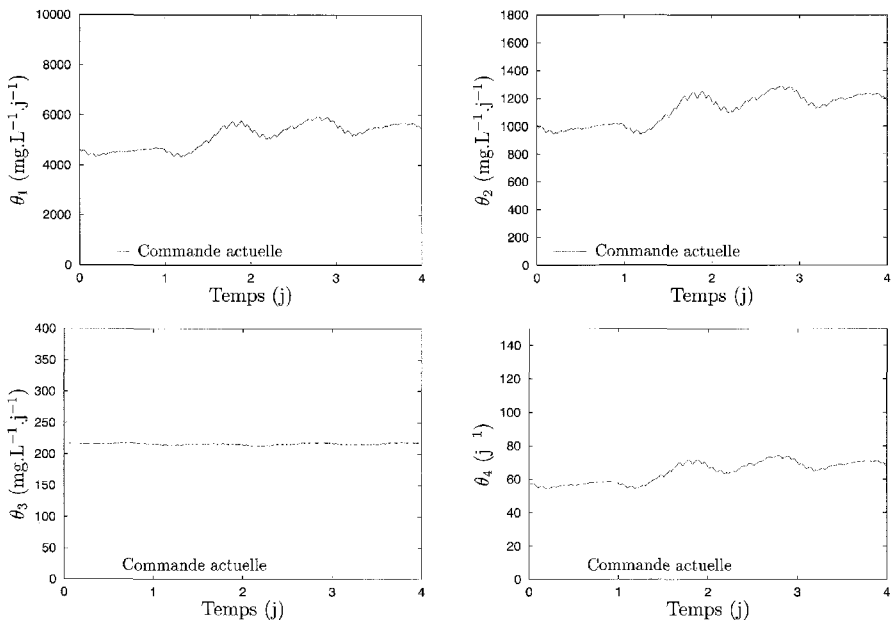 10000
8000
6000
4000
2000
0
θ₁ (mg.L⁻¹.j⁻¹)
Commande actuelle
0 1 2 3 4
Temps (j)
1800
1600
1400
1200
1000
800
600
400
200
0
θ₂ (mg.L⁻¹.j⁻¹)
Commande actuelle
0 1 2 3 4
Temps (j)
400
350
300
250
200
150
100
50
0
θ₃ (mg.L⁻¹.j⁻¹)
Commande actuelle
0 1 2 3 4
Temps (j)
140
120
100
80
60
40
20
0
θ₄ (j⁻¹)
Commande actuelle
0 1 2 3 4
Temps (j)